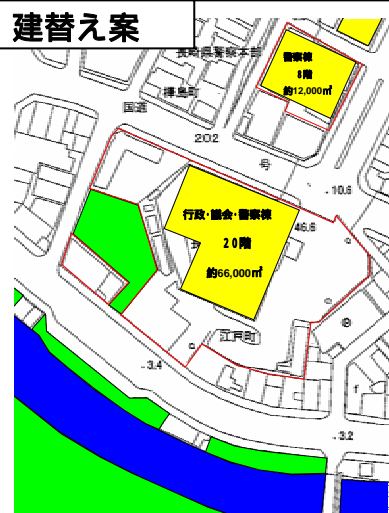 建替え案
長崎県警察本部
警察棟
8階
約12,000㎡
樺島町
国道
202
号
10.6
行政・議会・警察棟
46.6
20階
約66,000㎡
江戸町
3.4
3.2